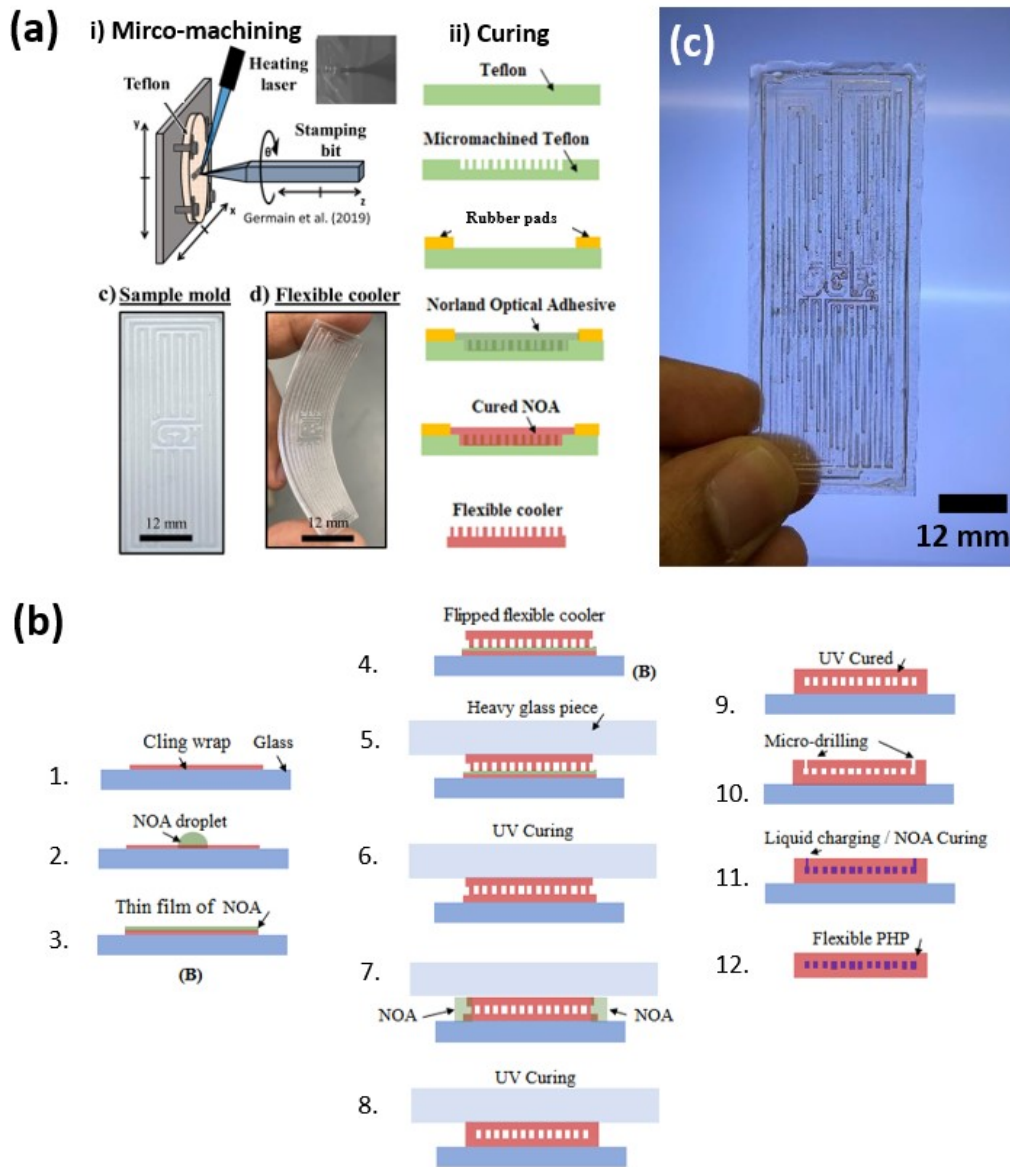 (a)
i) Mirco-machining
Heating
laser
Teflon
Stamping
bit
y
θ
x
z
Germain et al. (2019)
c) Sample mold
12 mm
d) Flexible cooler
12 mm
ii) Curing
Teflon
Micromachined Teflon
Rubber pads
Norland Optical Adhesive
Cured NOA
Flexible cooler
(c)
12 mm
(b)
1.
Cling wrap
Glass
2.
NOA droplet
3.
Thin film of NOA
(B)
4.
Flipped flexible cooler
(B)
5.
Heavy glass piece
6.
UV Curing
7.
NOA
NOA
8.
UV Curing
9.
UV Cured
10.
Micro-drilling
11.
Liquid charging / NOA Curing
12.
Flexible PHP